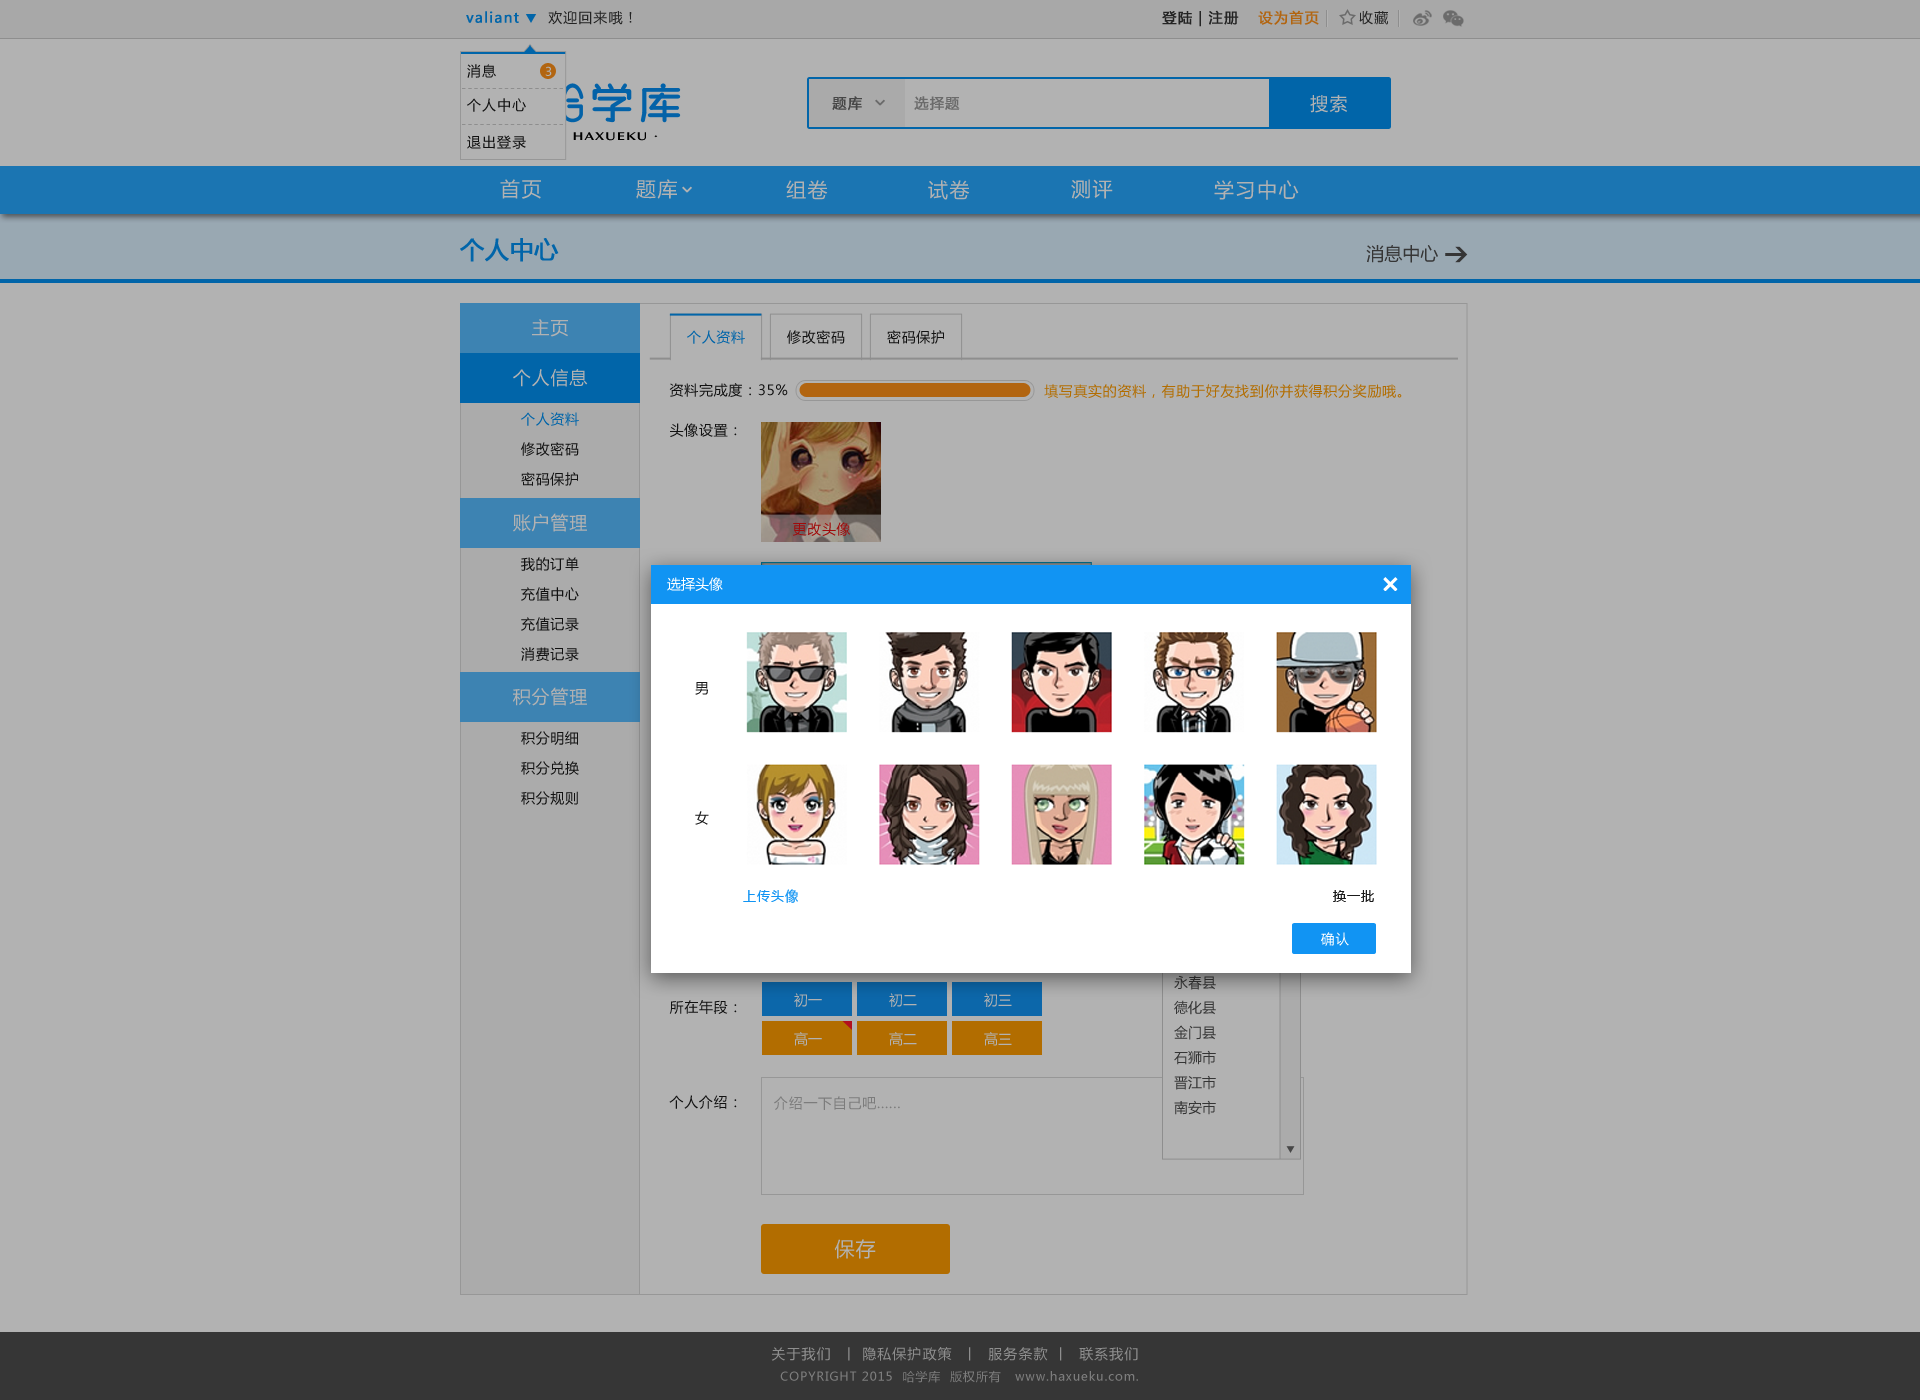 valiant ▼ 欢迎回来哦！
登陆 | 注册 设为首页 收藏
消息 3
个人中心
退出登录
哈学库
HAXUEKU ·
题库 选择题 搜索
首页 题库 组卷 试卷 测评 学习中心
个人中心
消息中心
主页
个人信息
个人资料
修改密码
密码保护
账户管理
我的订单
充值中心
充值记录
消费记录
积分管理
积分明细
积分兑换
积分规则
个人资料 修改密码 密码保护
资料完成度：35% 填写真实的资料，有助于好友找到你并获得积分奖励哦。
头像设置：
更改头像
选择头像
男
女
上传头像 换一批
确认
永春县
德化县
金门县
石狮市
晋江市
南安市
所在年段： 初一 初二 初三
高一 高二 高三
个人介绍： 介绍一下自己吧......
保存
关于我们 | 隐私保护政策 | 服务条款 | 联系我们
COPYRIGHT 2015 哈学库 版权所有 www.haxueku.com.